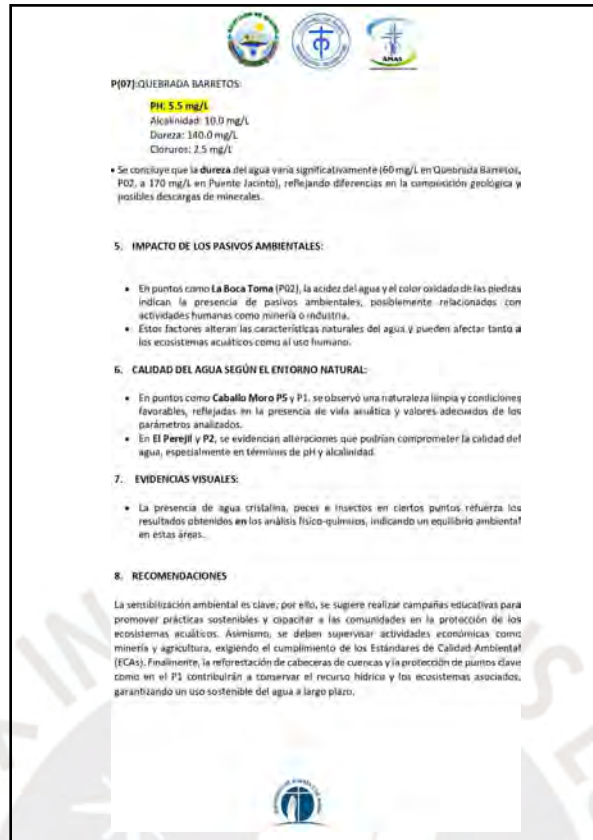 AMAS
P(07):QUEBRADA BARRETOS:
PH: 5.5 mg/L
Alcalinidad: 10.0 mg/L
Dureza: 140.0 mg/L
Cloruros: 2.5 mg/L
• Se concluye que la dureza del agua varía significativamente (60 mg/L en Quebrada Barretos,
P02, a 170 mg/L en Puente Jacinto), reflejando diferencias en la composición geológica y
posibles descargas de minerales.
5. IMPACTO DE LOS PASIVOS AMBIENTALES:
• En puntos como La Boca Toma (P02), la acidez del agua y el color oxidado de las piedras
indican la presencia de pasivos ambientales, posiblemente relacionados con
actividades humanas como minería o industria.
• Estos factores alteran las características naturales del agua y pueden afectar tanto a
los ecosistemas acuáticos como al uso humano.
6. CALIDAD DEL AGUA SEGÚN EL ENTORNO NATURAL:
• En puntos como Caballo Moro P5 y P1, se observó una naturaleza limpia y condiciones
favorables, reflejadas en la presencia de vida acuática y valores adecuados de los
parámetros analizados.
• En El Perejil y P2, se evidencian alteraciones que podrían comprometer la calidad del
agua, especialmente en términos de pH y alcalinidad.
7. EVIDENCIAS VISUALES:
• La presencia de agua cristalina, peces e insectos en ciertos puntos refuerza los
resultados obtenidos en los análisis físico-químicos, indicando un equilibrio ambiental
en estas áreas.
8. RECOMENDACIONES
La sensibilización ambiental es clave; por ello, se sugiere realizar campañas educativas para
promover prácticas sostenibles y capacitar a las comunidades en la protección de los
ecosistemas acuáticos. Asimismo, se deben supervisar actividades económicas como
minería y agricultura, exigiendo el cumplimiento de los Estándares de Calidad Ambiental
(ECAs). Finalmente, la reforestación de cabeceras de cuencas y la protección de puntos clave
como en el P1 contribuirán a conservar el recurso hídrico y los ecosistemas asociados,
garantizando un uso sostenible del agua a largo plazo.